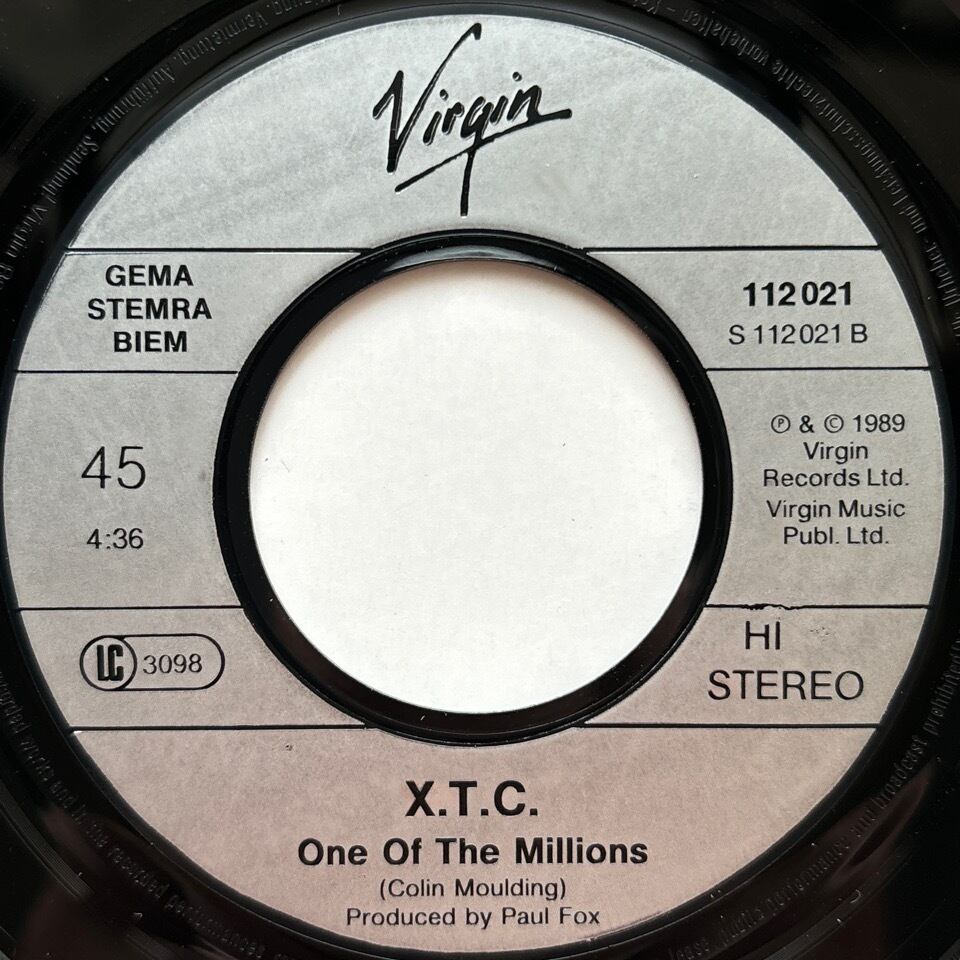 Virgin
GEMA
STEMRA
BIEM
112 021
S 112 021 B
45
4:36
℗ & © 1989
Virgin
Records Ltd.
Virgin Music
Publ. Ltd.
LC 3098
HI
STEREO
X.T.C.
One Of The Millions
(Colin Moulding)
Produced by Paul Fox